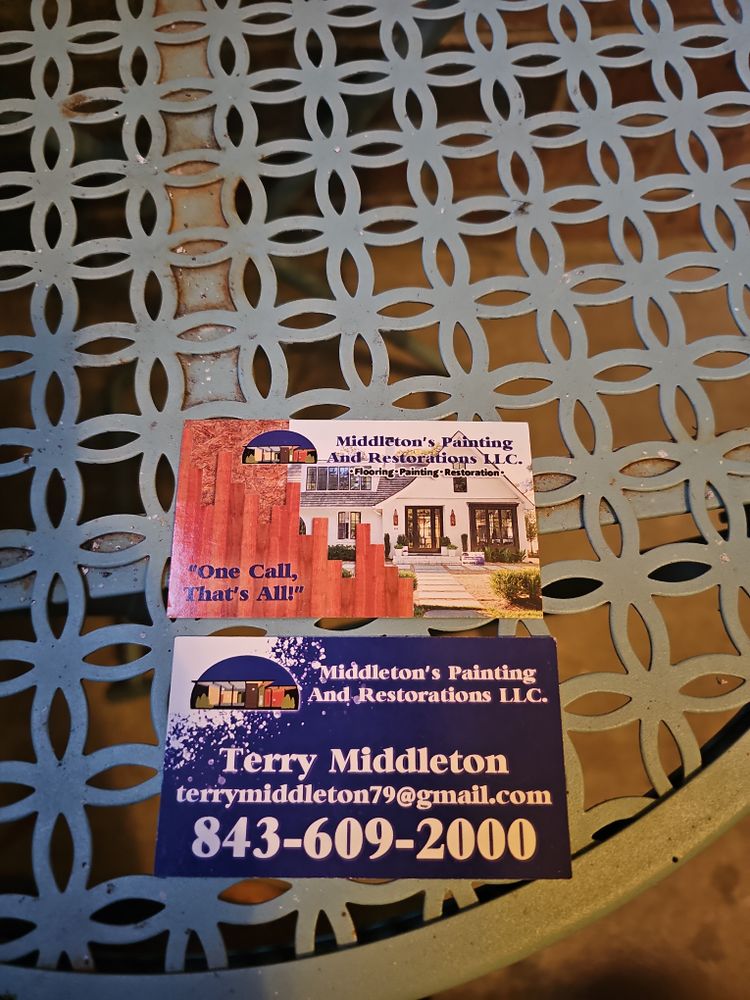 Middleton's Painting
And Restorations LLC.
• Flooring • Painting • Restoration •
"One Call,
That's All!"
Middleton's Painting
And Restorations LLC.
Terry Middleton
terrymiddleton79@gmail.com
843-609-2000